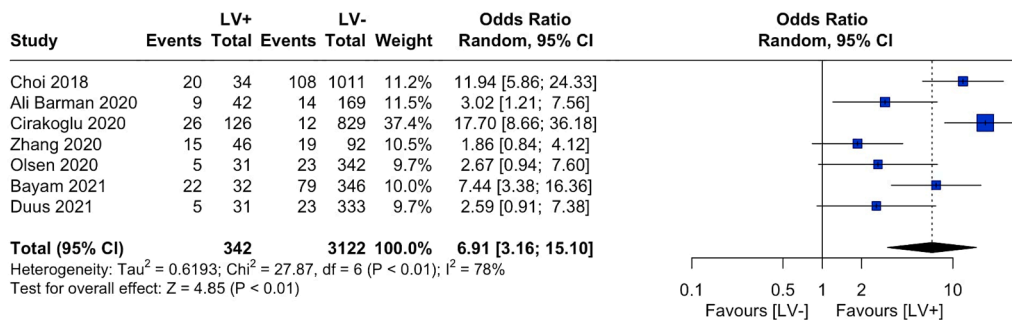 LV+ LV- Odds Ratio Odds Ratio
Study Events Total Events Total Weight Random, 95% CI Random, 95% CI
Choi 2018 20 34 108 1011 11.2% 11.94 [5.86; 24.33]
Ali Barman 2020 9 42 14 169 11.5% 3.02 [1.21; 7.56]
Cirakoglu 2020 26 126 12 829 37.4% 17.70 [8.66; 36.18]
Zhang 2020 15 46 19 92 10.5% 1.86 [0.84; 4.12]
Olsen 2020 5 31 23 342 9.7% 2.67 [0.94; 7.60]
Bayam 2021 22 32 79 346 10.0% 7.44 [3.38; 16.36]
Duus 2021 5 31 23 333 9.7% 2.59 [0.91; 7.38]
Total (95% CI) 342 3122 100.0% 6.91 [3.16; 15.10]
Heterogeneity: Tau² = 0.6193; Chi² = 27.87, df = 6 (P < 0.01); I² = 78%
Test for overall effect: Z = 4.85 (P < 0.01)
0.1 0.5 1 2 10
Favours [LV-] Favours [LV+]